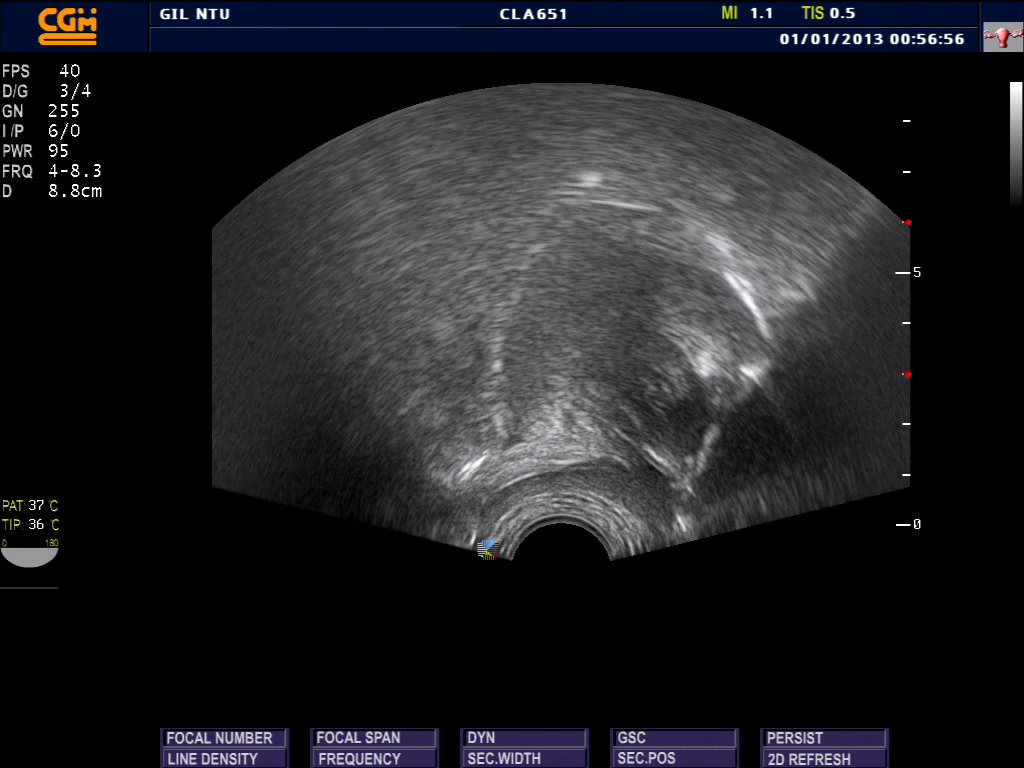 CGM
GIL NTU CLA651 MI 1.1 TIS 0.5
01/01/2013 00:56:56
FPS 40
D/G 3/4
GN 255
I/P 6/0
PWR 95
FRQ 4-8.3
D 8.8cm
5
PAT: 37 °C
TIP: 36 °C
0 180
0
FOCAL NUMBER FOCAL SPAN DYN GSC PERSIST
LINE DENSITY FREQUENCY SEC.WIDTH SEC.POS 2D REFRESH